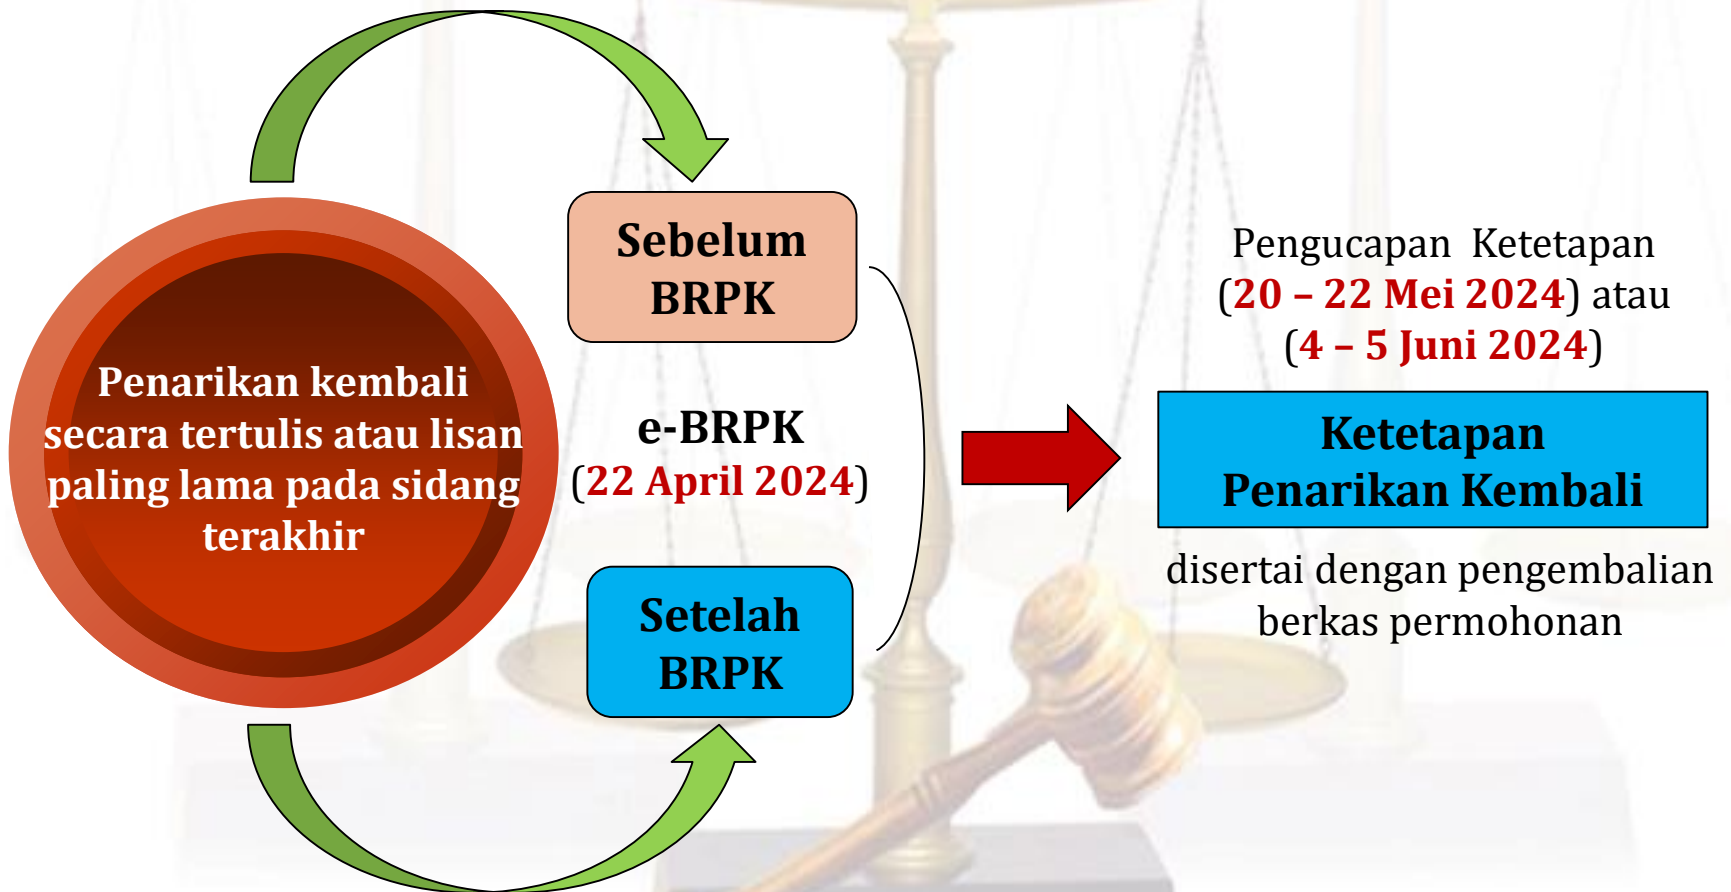 Penarikan kembali
secara tertulis atau lisan
paling lama pada sidang
terakhir
Sebelum
BRPK
e-BRPK
(22 April 2024)
Setelah
BRPK
Pengucapan Ketetapan
(20 – 22 Mei 2024) atau
(4 – 5 Juni 2024)
Ketetapan
Penarikan Kembali
disertai dengan pengembalian
berkas permohonan